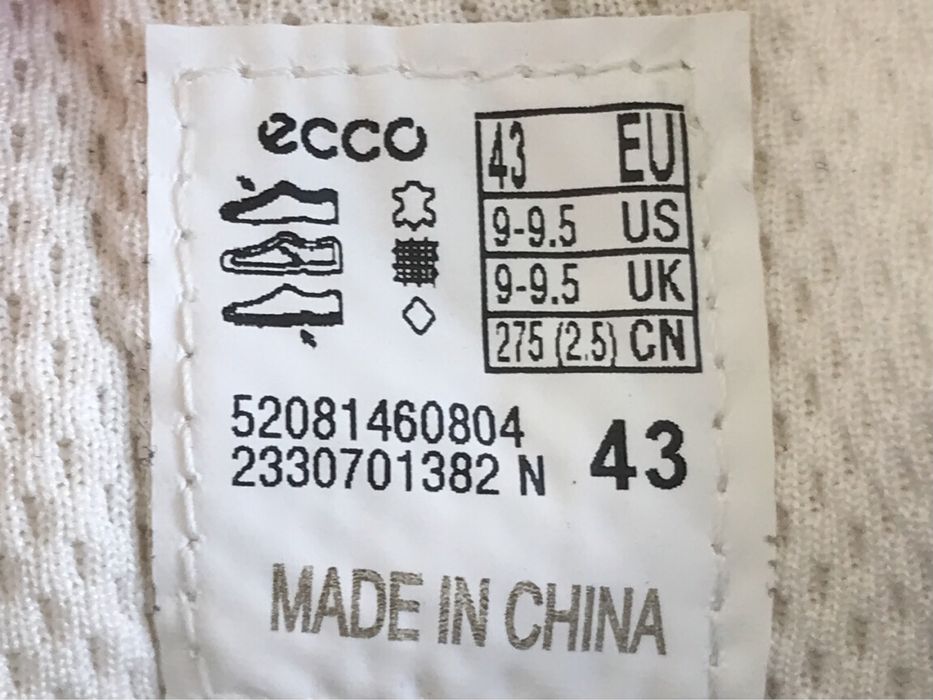 ecco
43 EU
9-9.5 US
9-9.5 UK
275 (2.5) CN
52081460804
2330701382 N
43
MADE IN CHINA